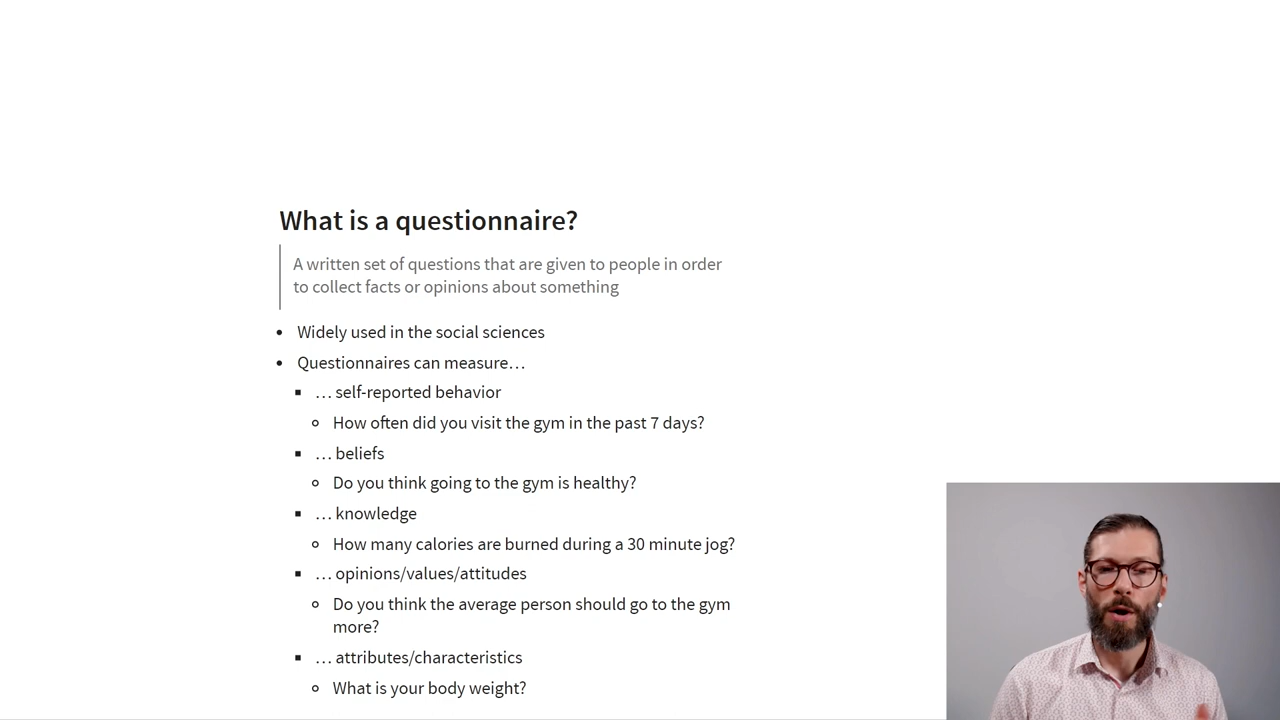 What is a questionnaire?
A written set of questions that are given to people in order
to collect facts or opinions about something
• Widely used in the social sciences
• Questionnaires can measure…
▪ … self-reported behavior
◦ How often did you visit the gym in the past 7 days?
▪ … beliefs
◦ Do you think going to the gym is healthy?
▪ … knowledge
◦ How many calories are burned during a 30 minute jog?
▪ … opinions/values/attitudes
◦ Do you think the average person should go to the gym
more?
▪ … attributes/characteristics
◦ What is your body weight?